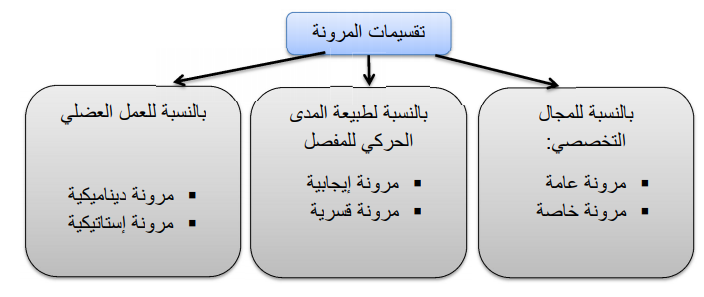 تقسيمات المرونة
بالنسبة للمجال
التخصصي:
▪ مرونة عامة
▪ مرونة خاصة
بالنسبة لطبيعة المدى
الحركي للمفصل
▪ مرونة إيجابية
▪ مرونة قسرية
بالنسبة للعمل العضلي
▪ مرونة ديناميكية
▪ مرونة إستاتيكية